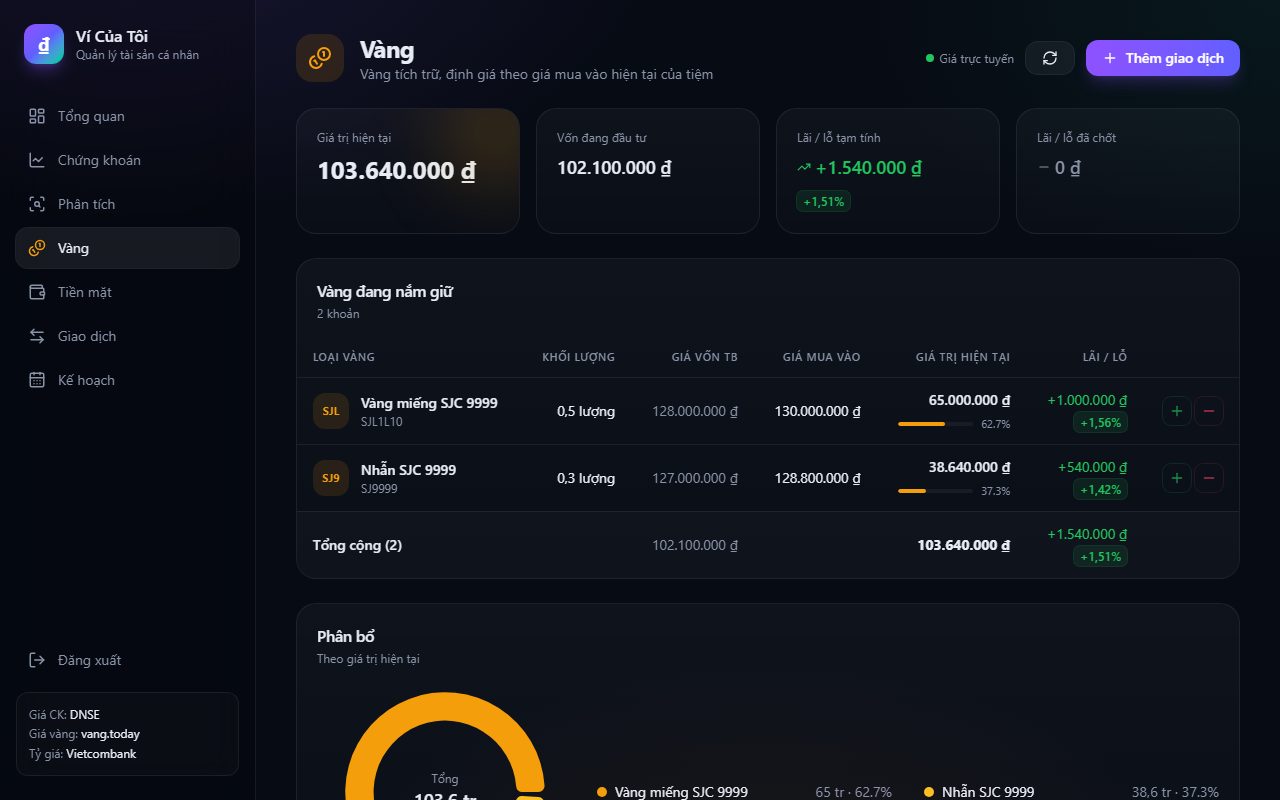 đ
Ví Của Tôi
Quản lý tài sản cá nhân
Tổng quan
Chứng khoán
Phân tích
Vàng
Tiền mặt
Giao dịch
Kế hoạch
Đăng xuất
Giá CK: DNSE
Giá vàng: vang.today
Tỷ giá: Vietcombank
Vàng
Vàng tích trữ, định giá theo giá mua vào hiện tại của tiệm
Giá trực tuyến
Thêm giao dịch
Giá trị hiện tại
103.640.000 ₫
Vốn đang đầu tư
102.100.000 ₫
Lãi / lỗ tạm tính
+1.540.000 ₫
+1,51%
Lãi / lỗ đã chốt
0 ₫
Vàng đang nắm giữ
2 khoản
LOẠI VÀNG KHỐI LƯỢNG GIÁ VỐN TB GIÁ MUA VÀO GIÁ TRỊ HIỆN TẠI LÃI / LỖ
SJL Vàng miếng SJC 9999 0,5 lượng 128.000.000 ₫ 130.000.000 ₫ 65.000.000 ₫ +1.000.000 ₫
SJL1L10 62.7% +1,56%
SJ9 Nhẫn SJC 9999 0,3 lượng 127.000.000 ₫ 128.800.000 ₫ 38.640.000 ₫ +540.000 ₫
SJ9999 37.3% +1,42%
Tổng cộng (2) 102.100.000 ₫ 103.640.000 ₫ +1.540.000 ₫
+1,51%
Phân bổ
Theo giá trị hiện tại
Tổng
103,6 tr
Vàng miếng SJC 9999 65 tr · 62.7%
Nhẫn SJC 9999 38,6 tr · 37.3%